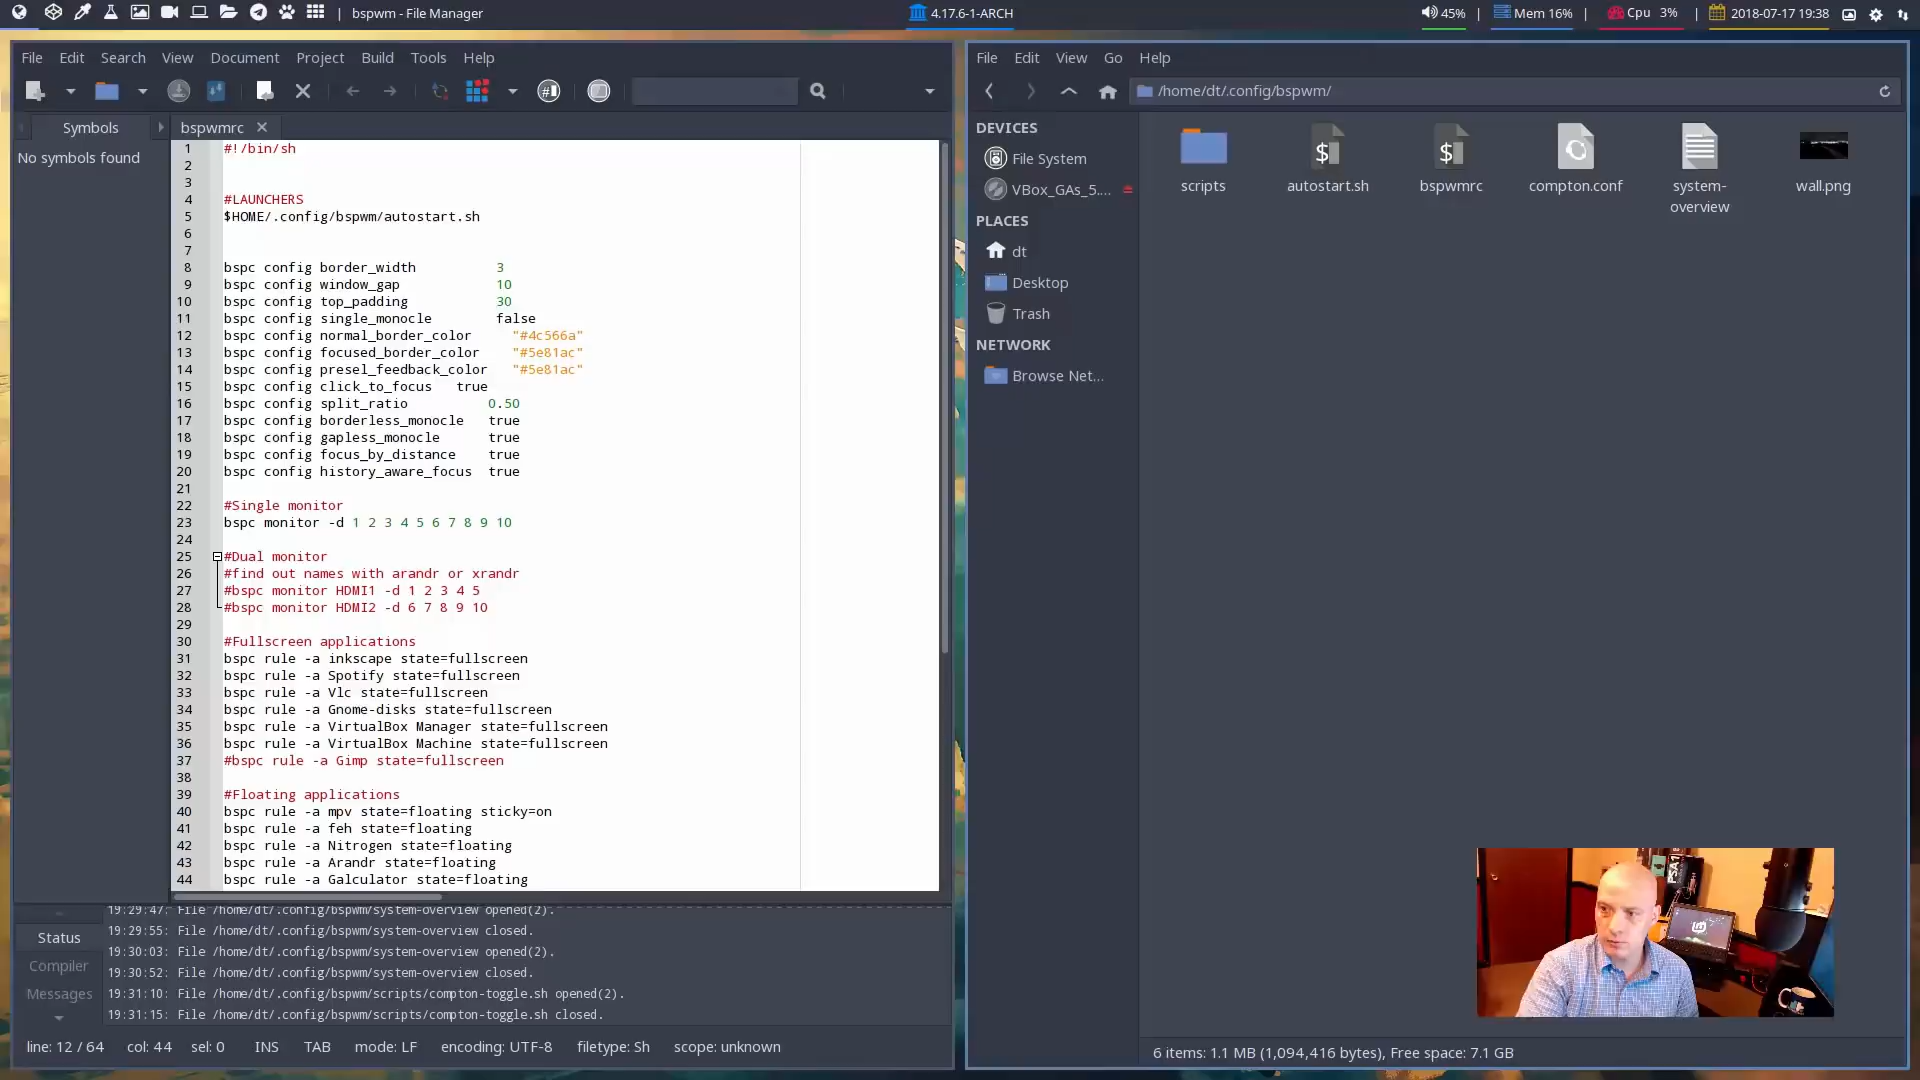 bspwm - File Manager
4.17.6-1-ARCH
45%
Mem 16%
Cpu 3%
2018-07-17 19:38
File Edit Search View Document Project Build Tools Help
Symbols
No symbols found
bspwmrc
1 #!/bin/sh
2
3
4 #LAUNCHERS
5 $HOME/.config/bspwm/autostart.sh
6
7
8 bspc config border_width 3
9 bspc config window_gap 10
10 bspc config top_padding 30
11 bspc config single_monocle false
12 bspc config normal_border_color "#4c566a"
13 bspc config focused_border_color "#5e81ac"
14 bspc config presel_feedback_color "#5e81ac"
15 bspc config click_to_focus true
16 bspc config split_ratio 0.50
17 bspc config borderless_monocle true
18 bspc config gapless_monocle true
19 bspc config focus_by_distance true
20 bspc config history_aware_focus true
21
22 #Single monitor
23 bspc monitor -d 1 2 3 4 5 6 7 8 9 10
24
25 #Dual monitor
26 #find out names with arandr or xrandr
27 #bspc monitor HDMI1 -d 1 2 3 4 5
28 #bspc monitor HDMI2 -d 6 7 8 9 10
29
30 #Fullscreen applications
31 bspc rule -a inkscape state=fullscreen
32 bspc rule -a Spotify state=fullscreen
33 bspc rule -a Vlc state=fullscreen
34 bspc rule -a Gnome-disks state=fullscreen
35 bspc rule -a VirtualBox Manager state=fullscreen
36 bspc rule -a VirtualBox Machine state=fullscreen
37 #bspc rule -a Gimp state=fullscreen
38
39 #Floating applications
40 bspc rule -a mpv state=floating sticky=on
41 bspc rule -a feh state=floating
42 bspc rule -a Nitrogen state=floating
43 bspc rule -a Arandr state=floating
44 bspc rule -a Galculator state=floating
Status
Compiler
Messages
19:29:47: File /home/dt/.config/bspwm/system-overview opened(2).
19:29:55: File /home/dt/.config/bspwm/system-overview closed.
19:30:03: File /home/dt/.config/bspwm/system-overview opened(2).
19:30:52: File /home/dt/.config/bspwm/system-overview closed.
19:31:10: File /home/dt/.config/bspwm/scripts/compton-toggle.sh opened(2).
19:31:15: File /home/dt/.config/bspwm/scripts/compton-toggle.sh closed.
line: 12 / 64 col: 44 sel: 0 INS TAB mode: LF encoding: UTF-8 filetype: Sh scope: unknown
File Edit View Go Help
/home/dt/.config/bspwm/
DEVICES
File System
VBox_GAs_5....
PLACES
dt
Desktop
Trash
NETWORK
Browse Net...
scripts
autostart.sh
bspwmrc
compton.conf
system-
overview
wall.png
6 items: 1.1 MB (1,094,416 bytes), Free space: 7.1 GB